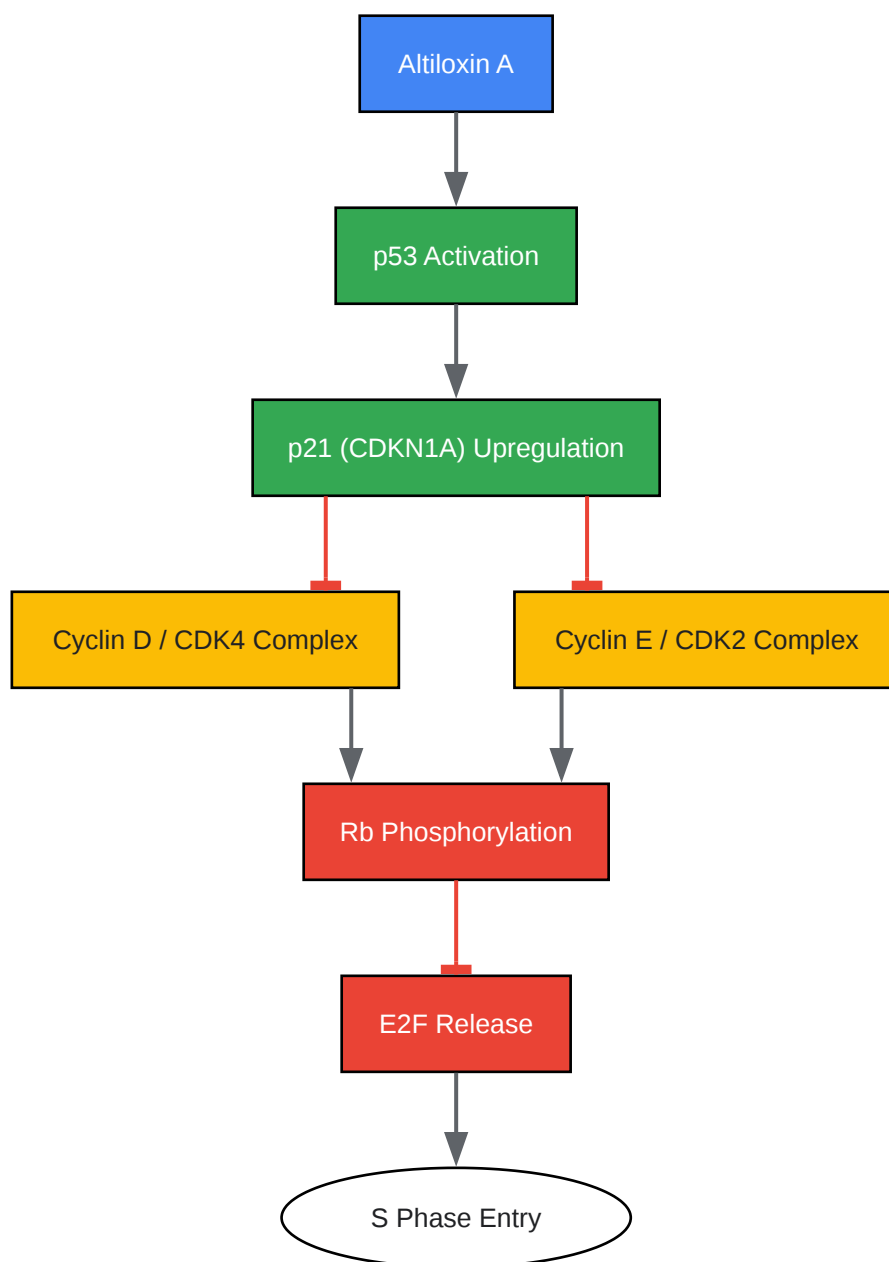 Altiloxin A
p53 Activation
p21 (CDKN1A) Upregulation
Cyclin D / CDK4 Complex
Cyclin E / CDK2 Complex
Rb Phosphorylation
E2F Release
S Phase Entry